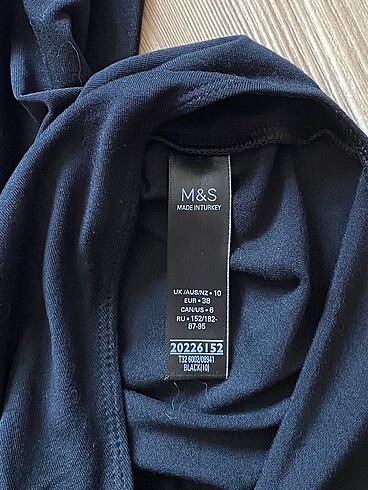 M&S
MADE IN TURKEY
UK/AUS/NZ • 10
EUR • 38
CAN/US • 6
RU • 152/182-
87-95
20226152
T32 6002/08941
BLACK(10)